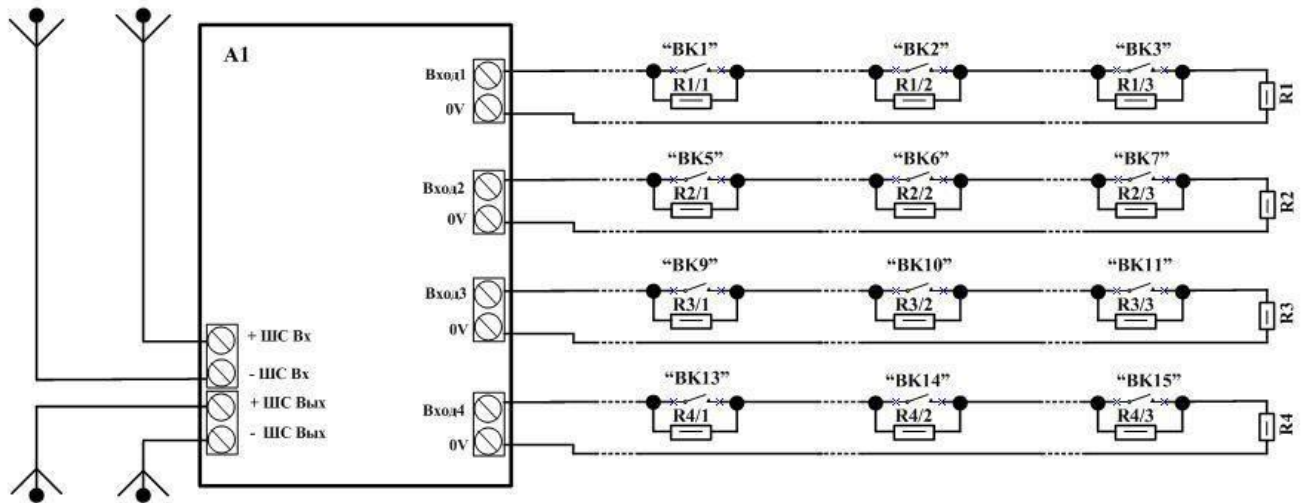 A1
Вход1
0V
“ВК1”
R1/1
“ВК2”
R1/2
“ВК3”
R1/3
R1
Вход2
0V
“ВК5”
R2/1
“ВК6”
R2/2
“ВК7”
R2/3
R2
Вход3
0V
“ВК9”
R3/1
“ВК10”
R3/2
“ВК11”
R3/3
R3
Вход4
0V
“ВК13”
R4/1
“ВК14”
R4/2
“ВК15”
R4/3
R4
+ ШС Вх
- ШС Вх
+ ШС Вых
- ШС Вых